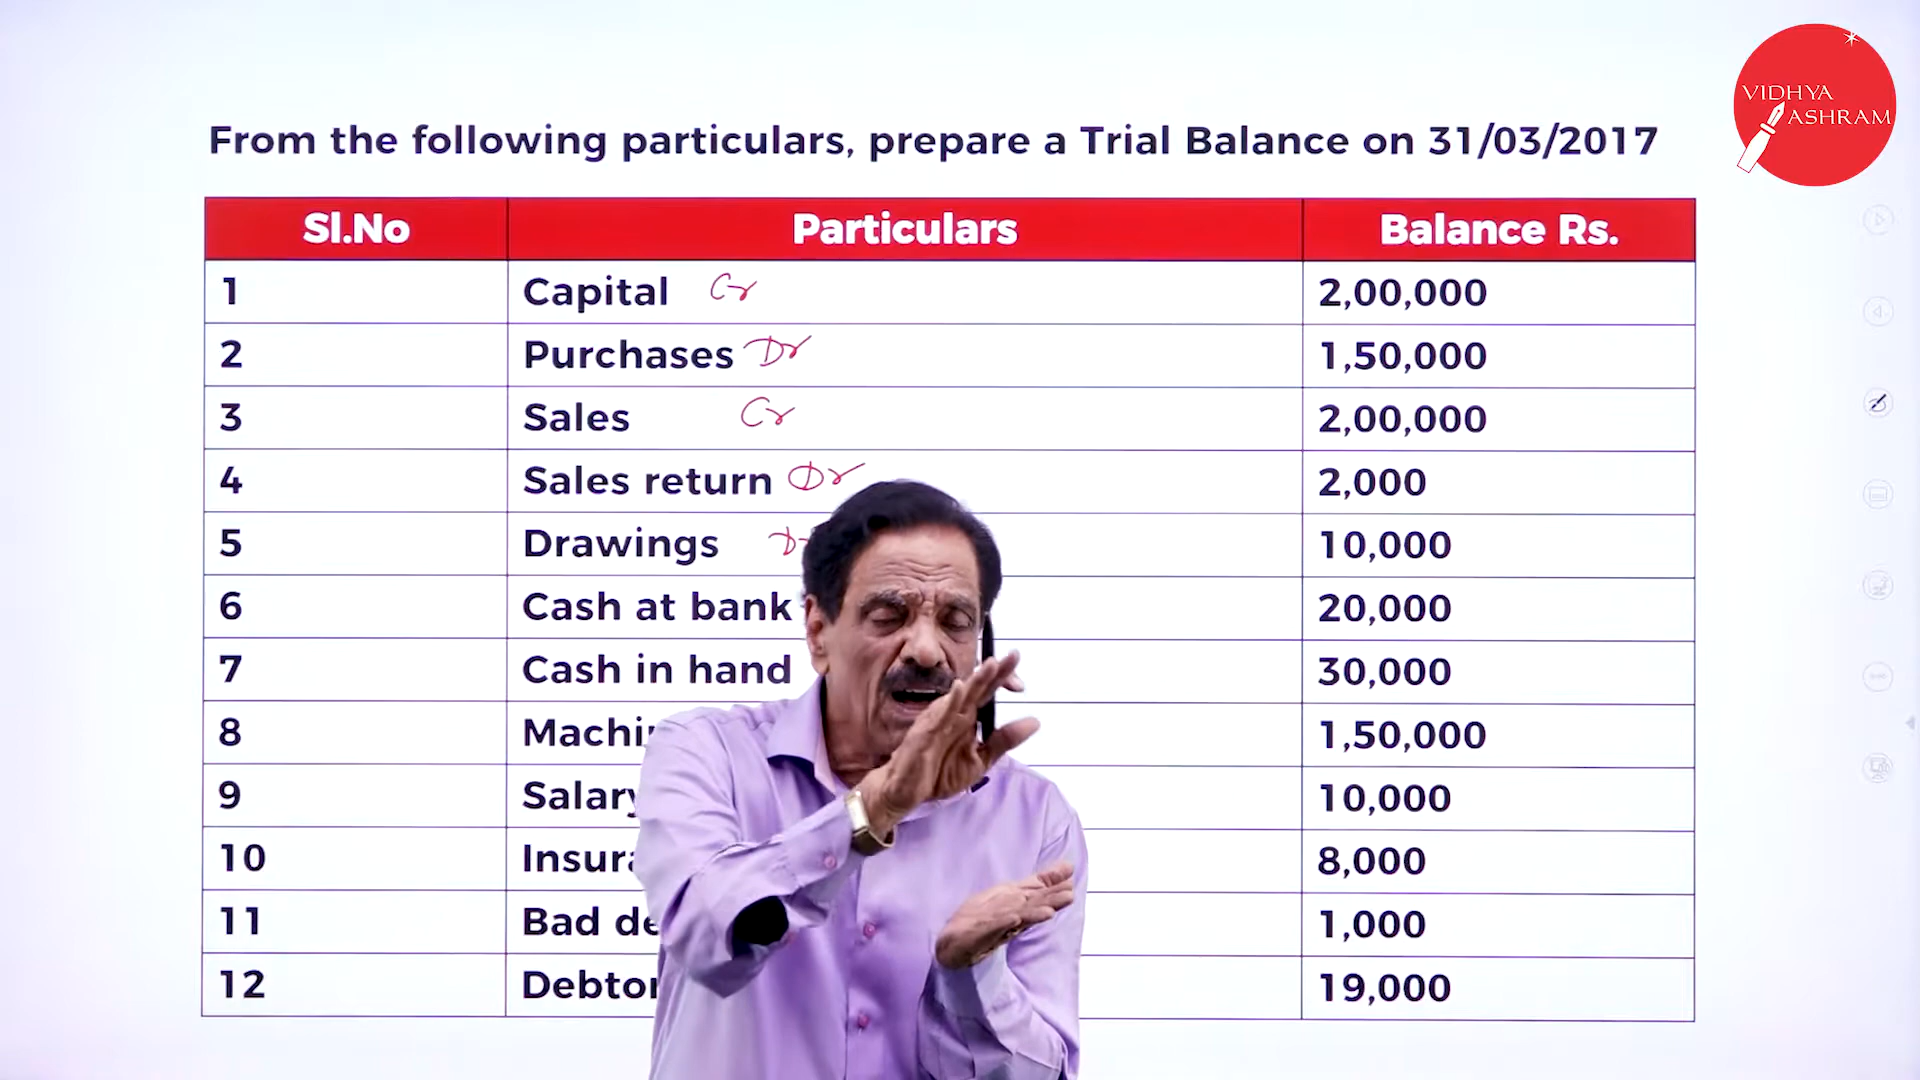 VIDHYA
ASHRAM
From the following particulars, prepare a Trial Balance on 31/03/2017
Sl.No Particulars Balance Rs.
1 Capital Cr 2,00,000
2 Purchases Dr 1,50,000
3 Sales Cr 2,00,000
4 Sales return Dr 2,000
5 Drawings Dr 10,000
6 Cash at bank 20,000
7 Cash in hand 30,000
8 1,50,000
9 Salary 10,000
10 8,000
11 Bad 1,000
12 19,000